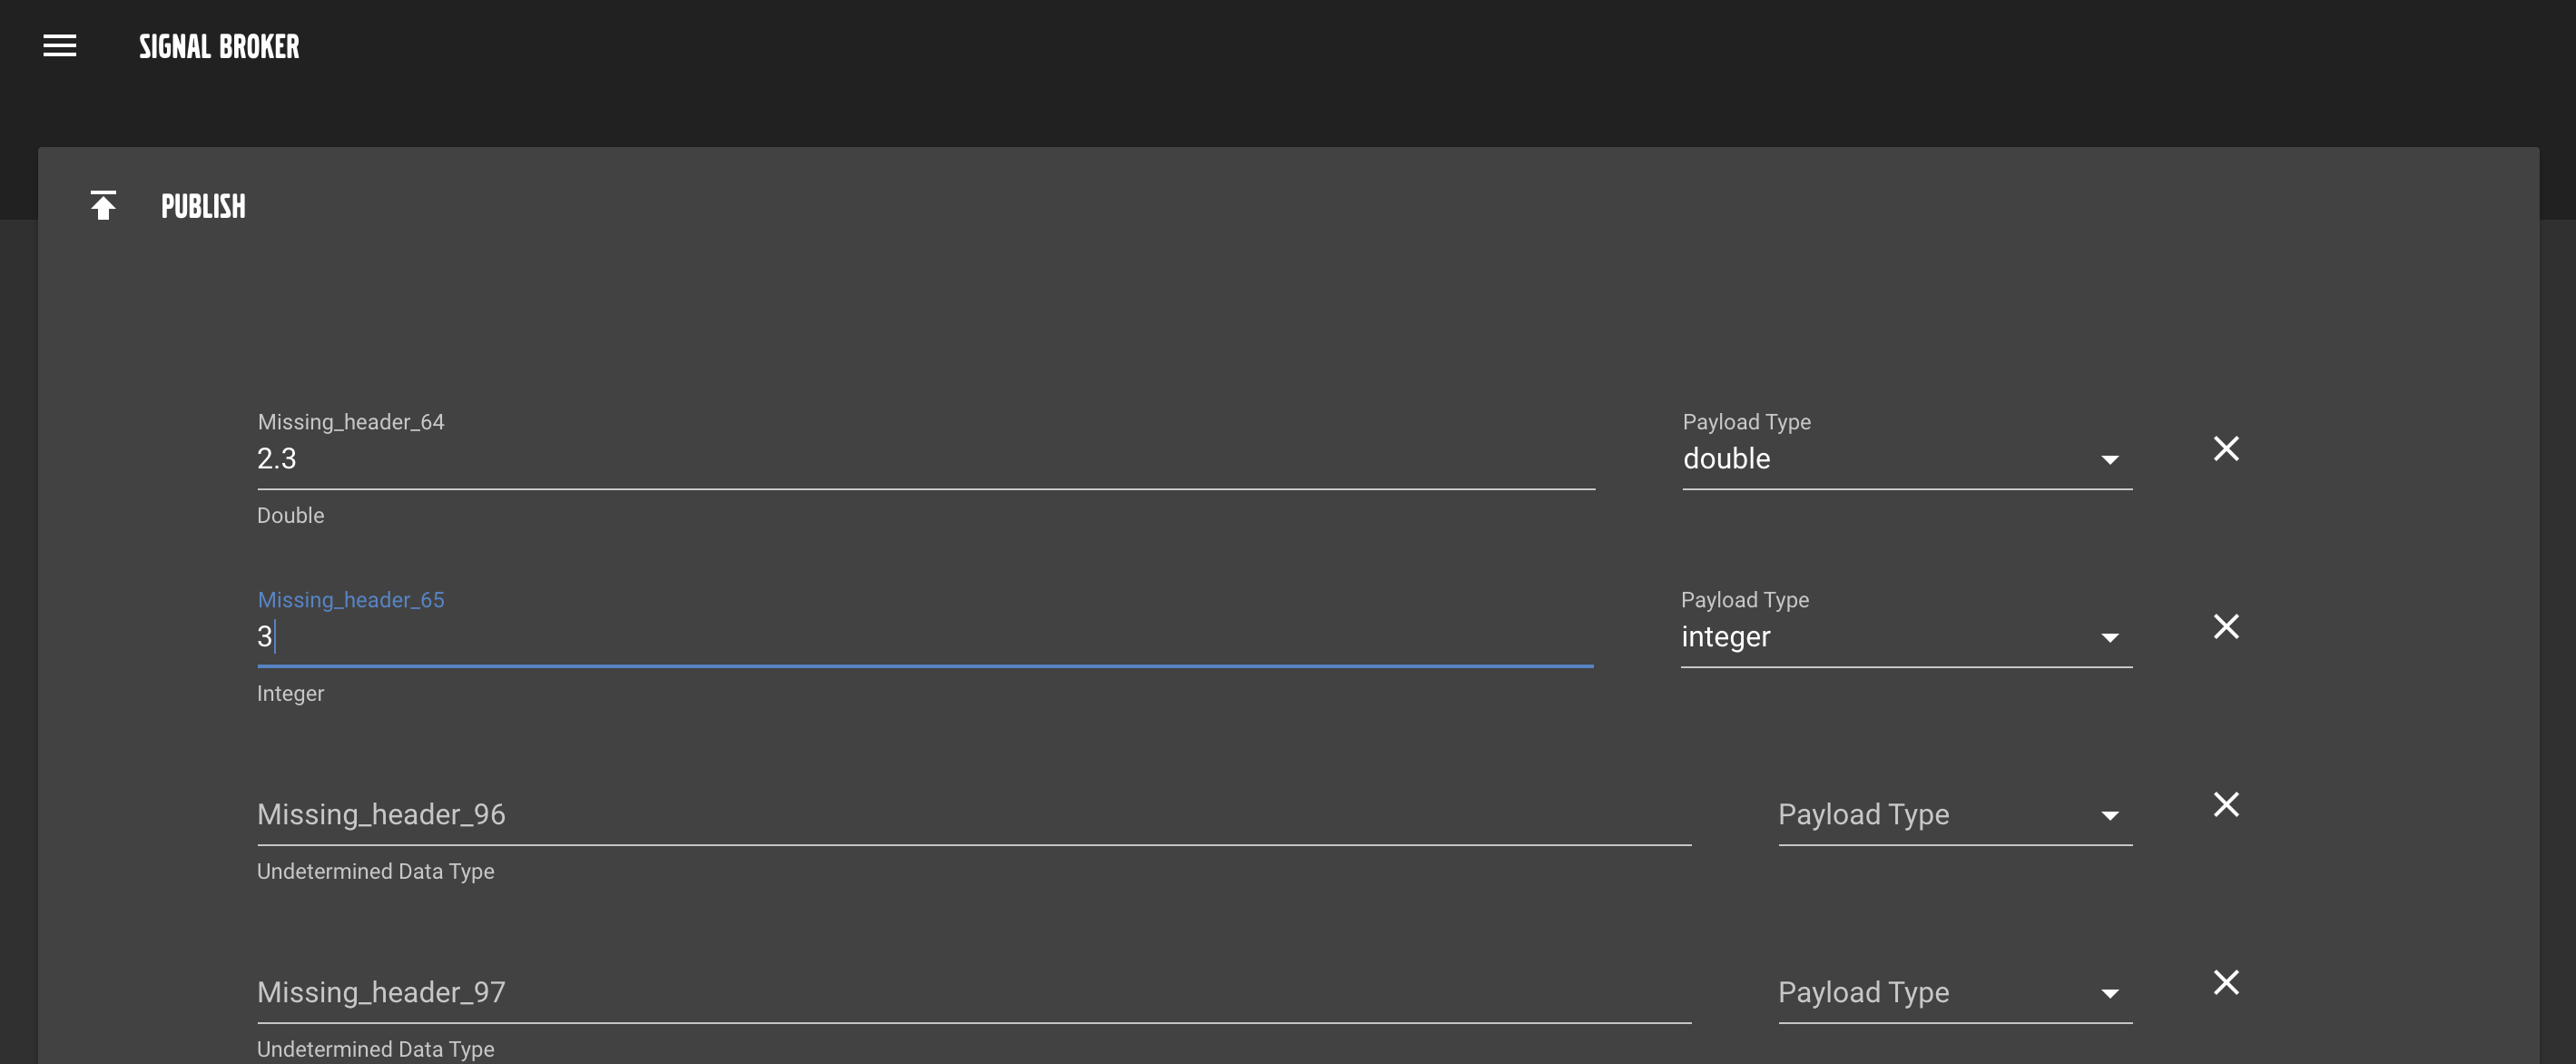 SIGNAL BROKER
PUBLISH
Missing_header_64
Payload Type
2.3
double
Double
Missing_header_65
Payload Type
3
integer
Integer
Missing_header_96
Payload Type
Undetermined Data Type
Missing_header_97
Payload Type
Undetermined Data Type